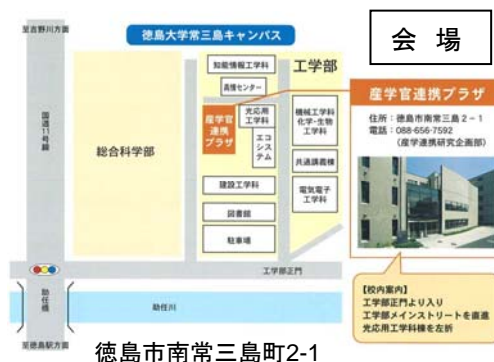 至吉野川方面
徳島大学常三島キャンパス
会 場
国道11号線
総合科学部
知能情報工学科
工学部
高情センター
産学官
連携
プラザ
光応用
工学科
エコ
シス
テム
機械工学科
化学・生物
工学科
共通講義棟
建設工学科
電気電子
工学科
図書館
駐車場
工学部正門
助任橋
助任川
至徳島駅方面
産学官連携プラザ
住所：徳島市南常三島２－１
電話：088-656-7592
（産学連携研究企画部）
【校内案内】
工学部正門より入り
工学部メインストリートを直進
光応用工学科棟を左折
徳島市南常三島町2-1